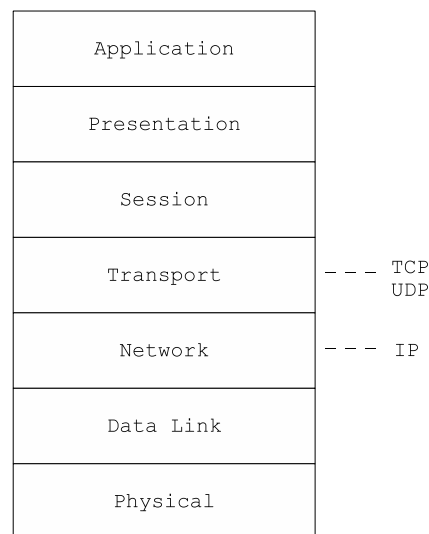 Application
Presentation
Session
Transport
TCP
UDP
Network
IP
Data Link
Physical